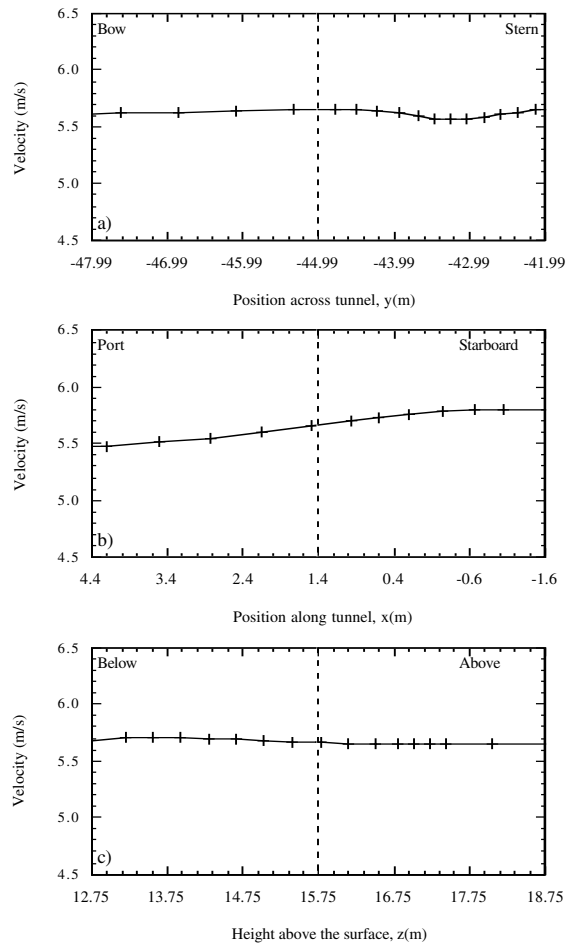 6.5
Bow Stern
6.0
Velocity (m/s)
5.5
5.0
a)
4.5
-47.99 -46.99 -45.99 -44.99 -43.99 -42.99 -41.99
Position across tunnel, y(m)
6.5
Port Starboard
6.0
Velocity (m/s)
5.5
5.0
b)
4.5
4.4 3.4 2.4 1.4 0.4 -0.6 -1.6
Position along tunnel, x(m)
6.5
Below Above
6.0
Velocity (m/s)
5.5
5.0
c)
4.5
12.75 13.75 14.75 15.75 16.75 17.75 18.75
Height above the surface, z(m)